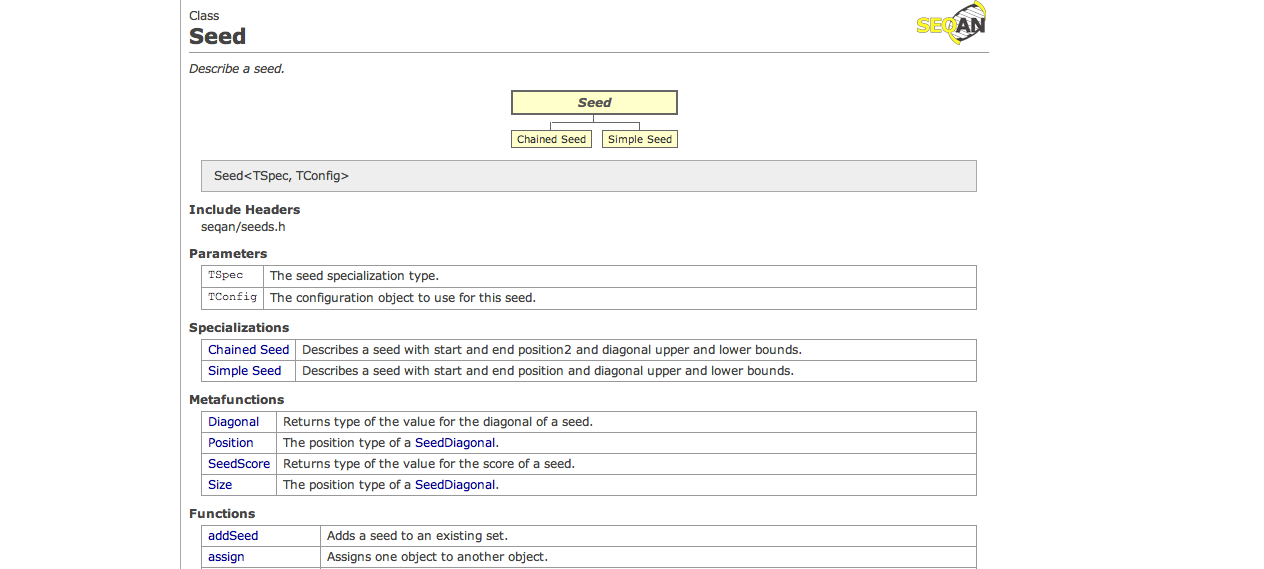 Class
SEQAN
Seed
Describe a seed.
Seed
Chained Seed Simple Seed
Seed<TSpec, TConfig>
Include Headers
seqan/seeds.h
Parameters
TSpec The seed specialization type.
TConfig The configuration object to use for this seed.
Specializations
Chained Seed Describes a seed with start and end position2 and diagonal upper and lower bounds.
Simple Seed Describes a seed with start and end position and diagonal upper and lower bounds.
Metafunctions
Diagonal Returns type of the value for the diagonal of a seed.
Position The position type of a SeedDiagonal.
SeedScore Returns type of the value for the score of a seed.
Size The position type of a SeedDiagonal.
Functions
addSeed Adds a seed to an existing set.
assign Assigns one object to another object.